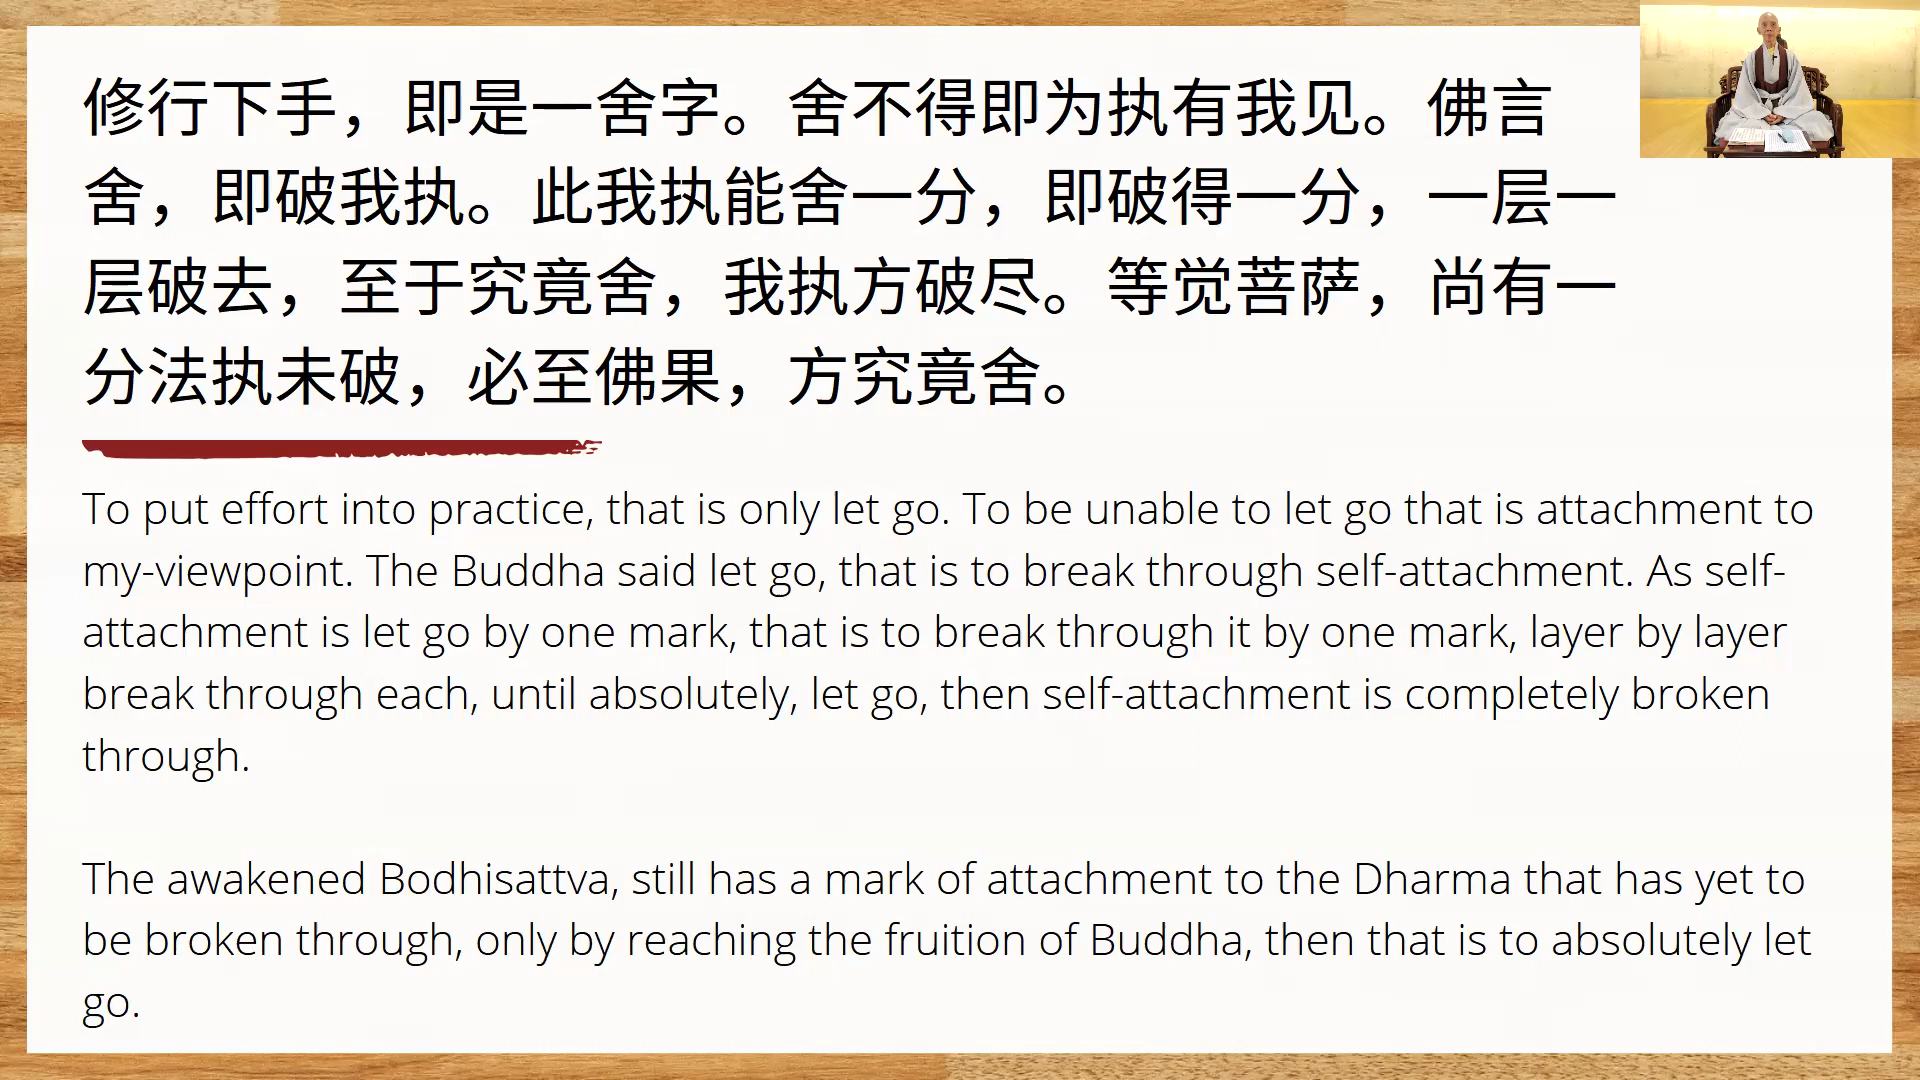 修行下手，即是一舍字。舍不得即为执有我见。佛言
舍，即破我执。此我执能舍一分，即破得一分，一层一
层破去，至于究竟舍，我执方破尽。等觉菩萨，尚有一
分法执未破，必至佛果，方究竟舍。
To put effort into practice, that is only let go. To be unable to let go that is attachment to
my-viewpoint. The Buddha said let go, that is to break through self-attachment. As self-
attachment is let go by one mark, that is to break through it by one mark, layer by layer
break through each, until absolutely, let go, then self-attachment is completely broken
through.
The awakened Bodhisattva, still has a mark of attachment to the Dharma that has yet to
be broken through, only by reaching the fruition of Buddha, then that is to absolutely let
go.